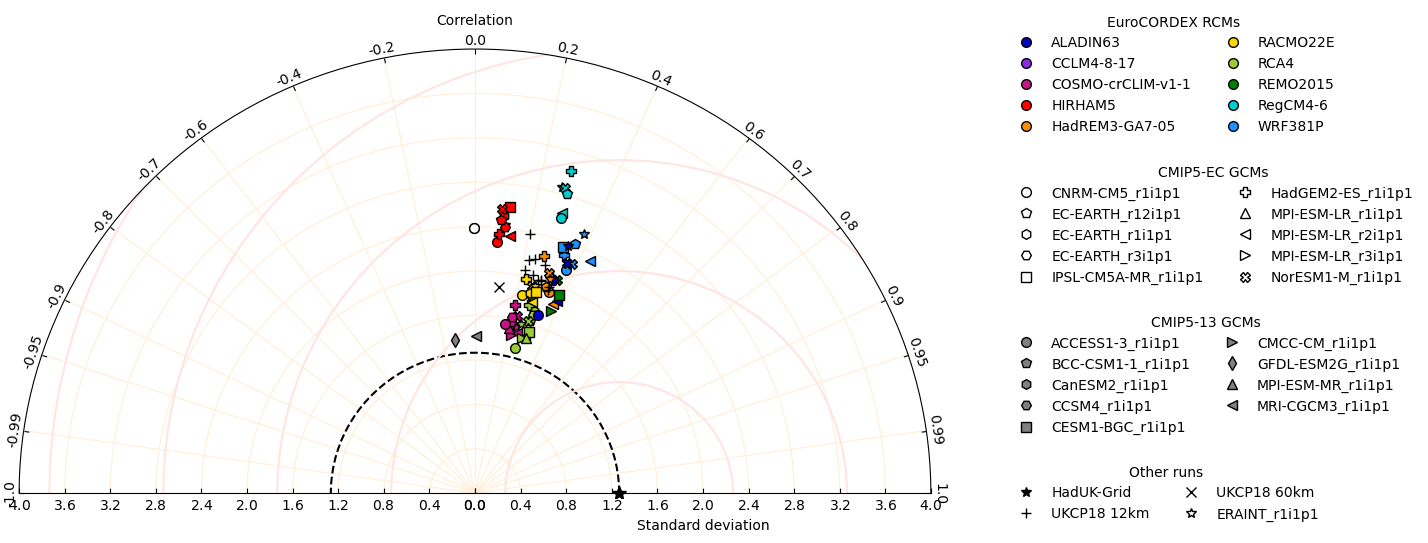 Correlation
-0.2 0.0 0.2
-0.4 0.4
-0.6 0.6
-0.7 0.7
-0.8 0.8
-0.9 0.9
-0.95 0.95
-0.99 0.99
-1.0 1.0
4.0 3.6 3.2 2.8 2.4 2.0 1.6 1.2 0.8 0.4 0.0 0.4 0.8 1.2 1.6 2.0 2.4 2.8 3.2 3.6 4.0
Standard deviation
EuroCORDEX RCMs
ALADIN63 RACMO22E
CCLM4-8-17 RCA4
COSMO-crCLIM-v1-1 REMO2015
HIRHAM5 RegCM4-6
HadREM3-GA7-05 WRF381P
CMIP5-EC GCMs
CNRM-CM5_r1i1p1 HadGEM2-ES_r1i1p1
EC-EARTH_r12i1p1 MPI-ESM-LR_r1i1p1
EC-EARTH_r1i1p1 MPI-ESM-LR_r2i1p1
EC-EARTH_r3i1p1 MPI-ESM-LR_r3i1p1
IPSL-CM5A-MR_r1i1p1 NorESM1-M_r1i1p1
CMIP5-13 GCMs
ACCESS1-3_r1i1p1 CMCC-CM_r1i1p1
BCC-CSM1-1_r1i1p1 GFDL-ESM2G_r1i1p1
CanESM2_r1i1p1 MPI-ESM-MR_r1i1p1
CCSM4_r1i1p1 MRI-CGCM3_r1i1p1
CESM1-BGC_r1i1p1
Other runs
HadUK-Grid UKCP18 60km
UKCP18 12km ERAINT_r1i1p1